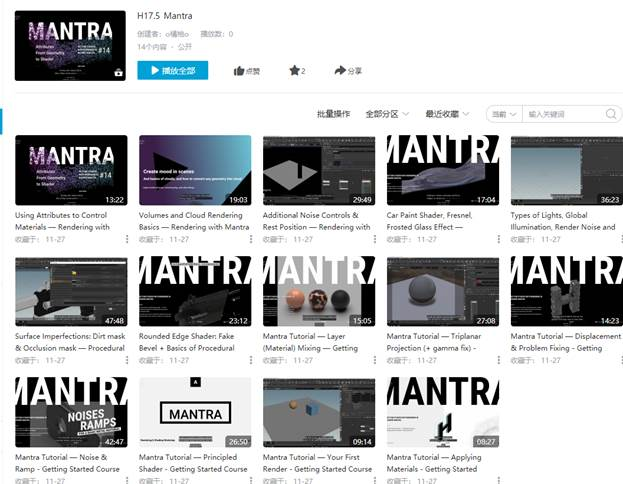 MANTRA
Attributes
From Geometry
to Shader
#14
H17.5 Mantra
创建者： 播放数： 0
14个内容 · 公开
播放全部
点赞
2
分享
批量操作 全部分区 最近收藏 当前 输入关键词
MANTRA
Attributes
From Geometry
to Shader
#14
13:22
Create mood in scenes
19:03
29:49
MANTRA
17:04
36:23
Using Attributes to Control
Materials — Rendering with
收藏于： 11-27
Volumes and Cloud Rendering
Basics — Rendering with Mantra
收藏于： 11-27
Additional Noise Controls &
Rest Position — Rendering with
收藏于： 11-27
Car Paint Shader, Fresnel,
Frosted Glass Effect —
收藏于： 11-27
Types of Lights, Global
Illumination, Render Noise and
收藏于： 11-27
47:48
MANTRA
23:12
MANTRA
15:05
27:08
MANTRA
14:23
Surface Imperfections: Dirt mask
& Occlusion mask — Procedural
收藏于： 11-27
Rounded Edge Shader: Fake
Bevel + Basics of Procedural
收藏于： 11-27
Mantra Tutorial — Layer
(Material) Mixing — Getting
收藏于： 11-27
Mantra Tutorial — Triplanar
Projection (+ gamma fix) -
收藏于： 11-27
Mantra Tutorial — Displacement
& Problem Fixing - Getting
收藏于： 11-27
MANTRA
NOISES
RAMPS
42:47
MANTRA
26:50
09:14
MANTRA
08:27
Mantra Tutorial — Noise &
Ramp - Getting Started Course
收藏于： 11-27
Mantra Tutorial — Principled
Shader - Getting Started Course
收藏于： 11-27
Mantra Tutorial — Your First
Render - Getting Started Course
收藏于： 11-27
Mantra Tutorial — Applying
Materials - Getting Started
收藏于： 11-27